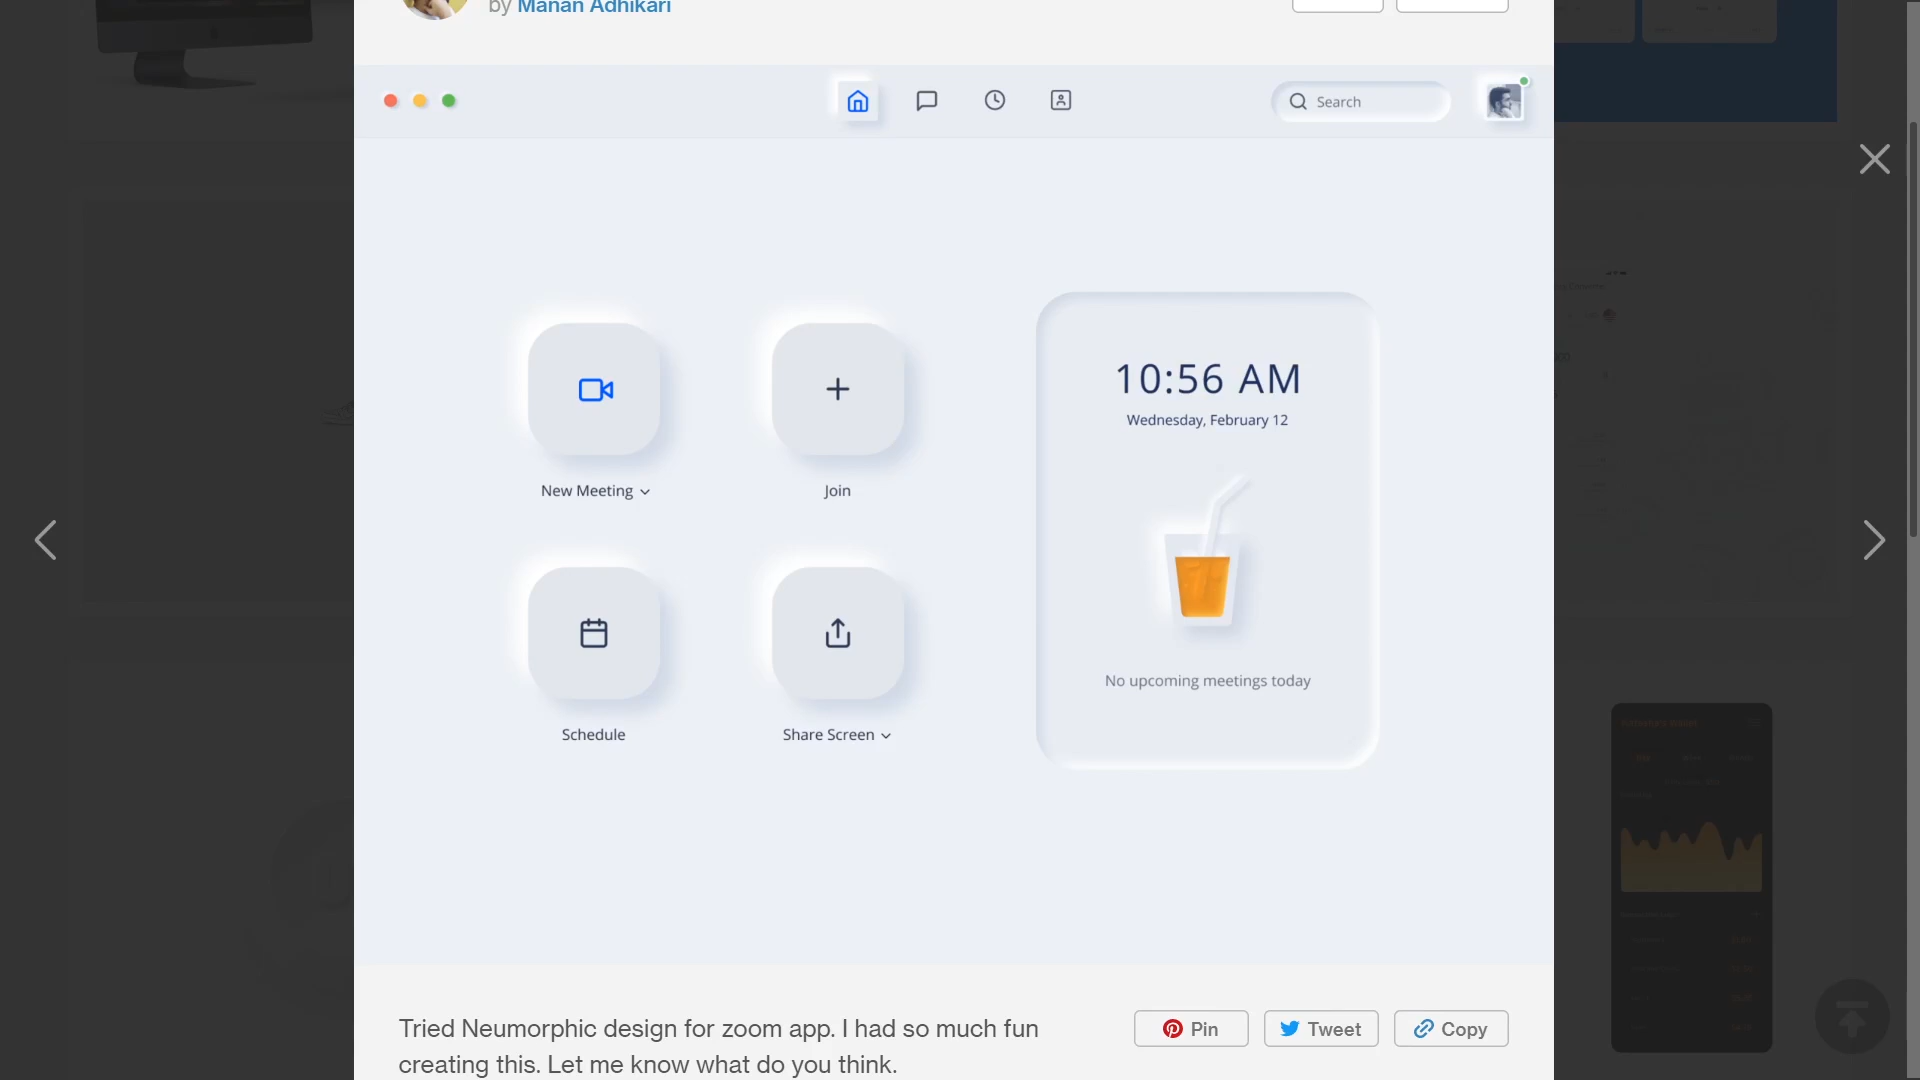 by Manan Adhikari
Search
10:56 AM
Wednesday, February 12
New Meeting
Join
No upcoming meetings today
Schedule
Share Screen
Tried Neumorphic design for zoom app. I had so much fun
creating this. Let me know what do you think.
Pin
Tweet
Copy